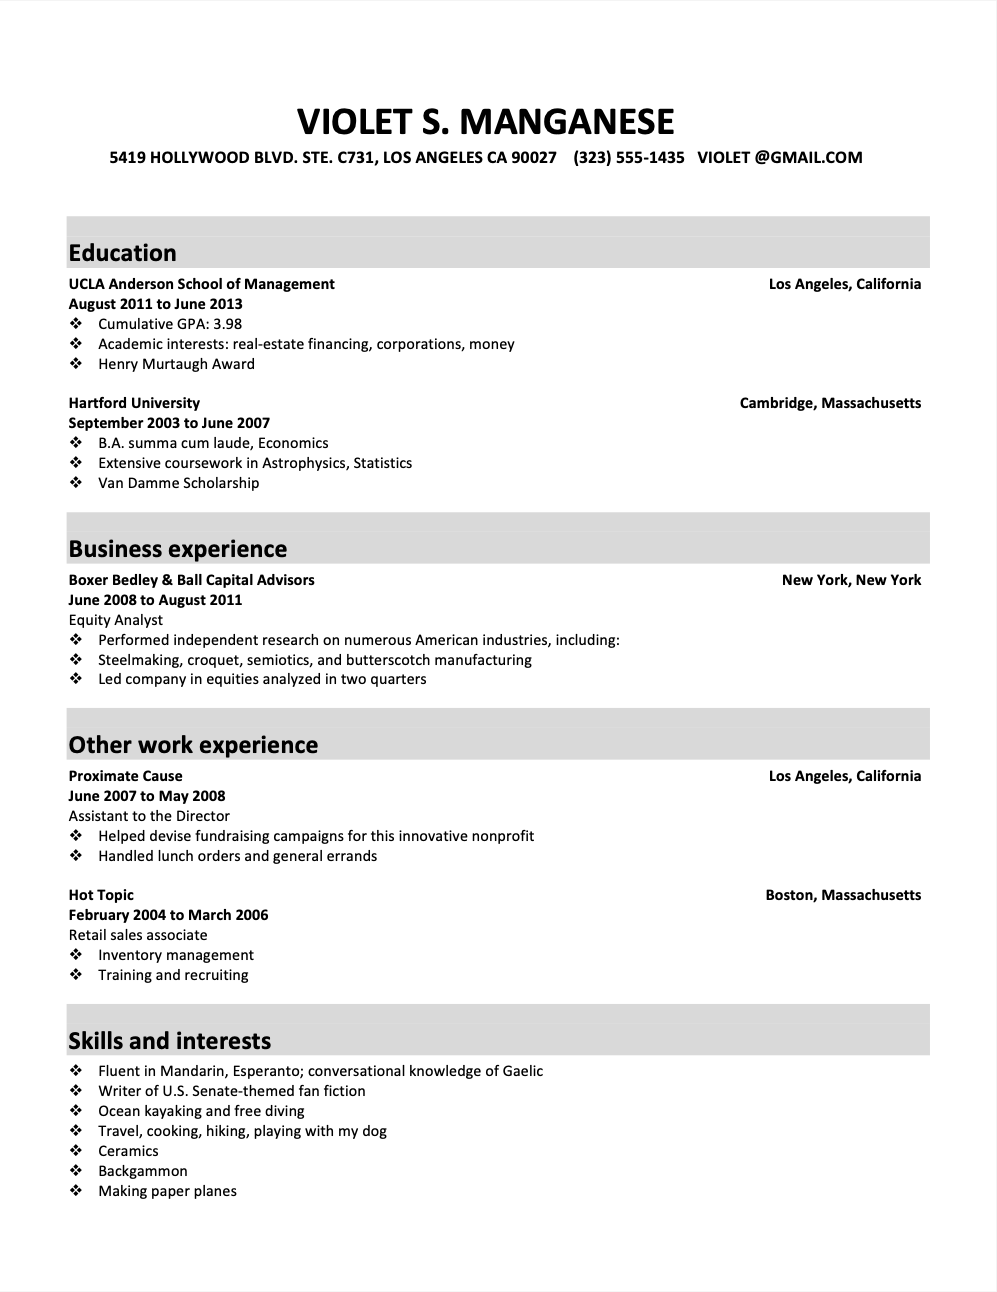 VIOLET S. MANGANESE
5419 HOLLYWOOD BLVD. STE. C731, LOS ANGELES CA 90027 (323) 555-1435 VIOLET @GMAIL.COM
Education
UCLA Anderson School of Management Los Angeles, California
August 2011 to June 2013
❖ Cumulative GPA: 3.98
❖ Academic interests: real-estate financing, corporations, money
❖ Henry Murtaugh Award
Hartford University Cambridge, Massachusetts
September 2003 to June 2007
❖ B.A. summa cum laude, Economics
❖ Extensive coursework in Astrophysics, Statistics
❖ Van Damme Scholarship
Business experience
Boxer Bedley & Ball Capital Advisors New York, New York
June 2008 to August 2011
Equity Analyst
❖ Performed independent research on numerous American industries, including:
❖ Steelmaking, croquet, semiotics, and butterscotch manufacturing
❖ Led company in equities analyzed in two quarters
Other work experience
Proximate Cause Los Angeles, California
June 2007 to May 2008
Assistant to the Director
❖ Helped devise fundraising campaigns for this innovative nonprofit
❖ Handled lunch orders and general errands
Hot Topic Boston, Massachusetts
February 2004 to March 2006
Retail sales associate
❖ Inventory management
❖ Training and recruiting
Skills and interests
❖ Fluent in Mandarin, Esperanto; conversational knowledge of Gaelic
❖ Writer of U.S. Senate-themed fan fiction
❖ Ocean kayaking and free diving
❖ Travel, cooking, hiking, playing with my dog
❖ Ceramics
❖ Backgammon
❖ Making paper planes